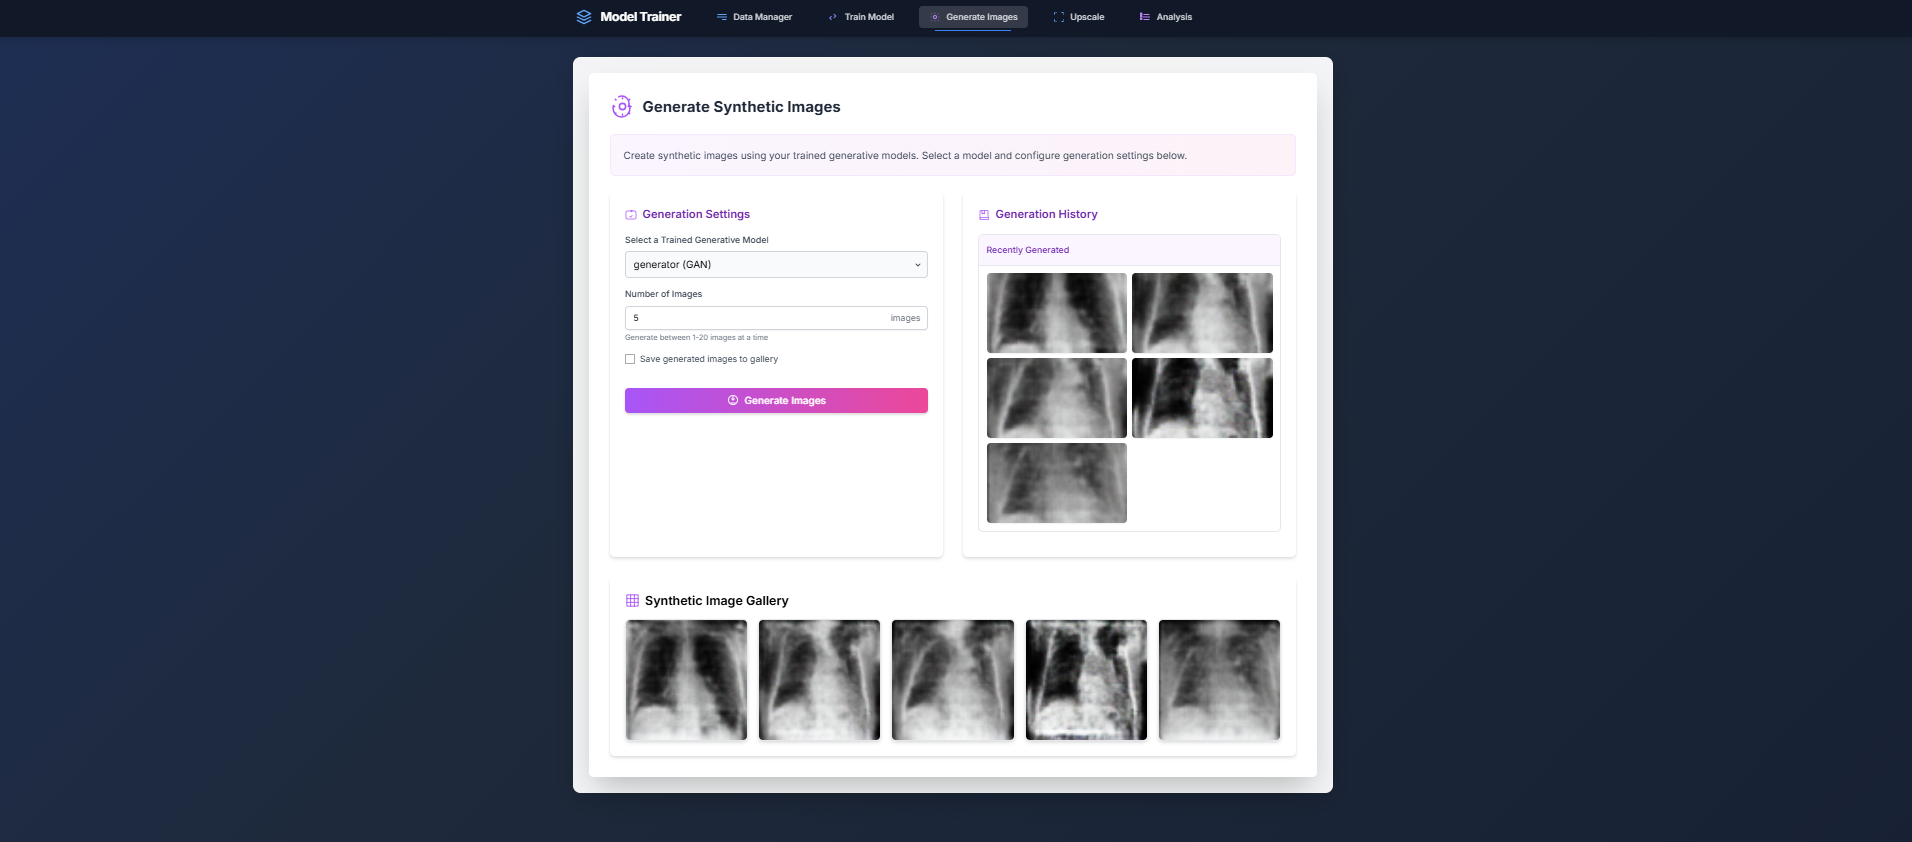 Model Trainer
Data Manager
Train Model
Generate Images
Upscale
Analysis
Generate Synthetic Images
Create synthetic images using your trained generative models. Select a model and configure generation settings below.
Generation Settings
Select a Trained Generative Model
generator (GAN)
Number of Images
5 images
Generate between 1-20 images at a time
Save generated images to gallery
Generate Images
Generation History
Recently Generated
Synthetic Image Gallery